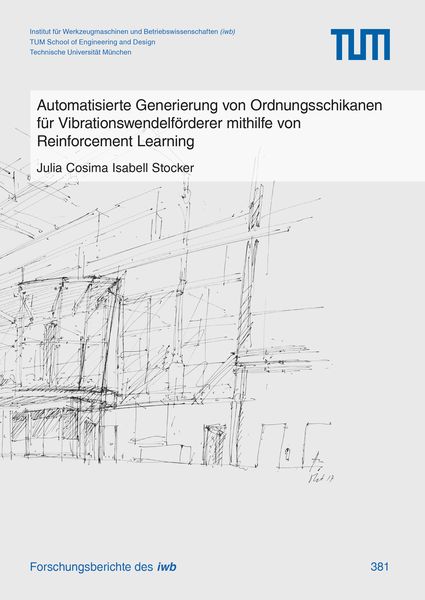 Institut für Werkzeugmaschinen und Betriebswissenschaften (iwb)
TUM School of Engineering and Design
Technische Universität München
TUM
Automatisierte Generierung von Ordnungsschikanen
für Vibrationswendelförderer mithilfe von
Reinforcement Learning
Julia Cosima Isabell Stocker
Forschungsberichte des iwb
381